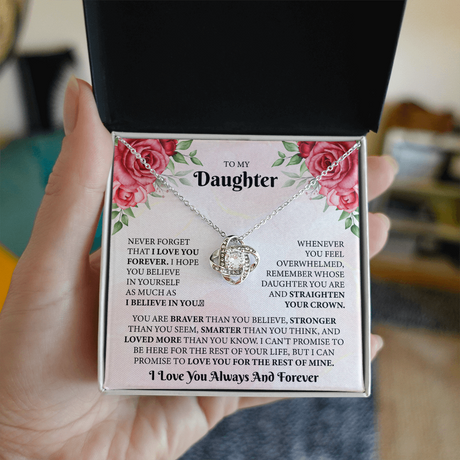 TO MY
Daughter
NEVER FORGET
THAT I LOVE YOU
FOREVER. I HOPE
YOU BELIEVE
IN YOURSELF
AS MUCH AS
I BELIEVE IN YOU.
WHENEVER
YOU FEEL
OVERWHELMED,
REMEMBER WHOSE
DAUGHTER YOU ARE
AND STRAIGHTEN
YOUR CROWN.
YOU ARE BRAVER THAN YOU BELIEVE, STRONGER
THAN YOU SEEM, SMARTER THAN YOU THINK, AND
LOVED MORE THAN YOU KNOW. I CAN'T PROMISE TO
BE HERE FOR THE REST OF YOUR LIFE, BUT I CAN
PROMISE TO LOVE YOU FOR THE REST OF MINE.
I Love You Always And Forever